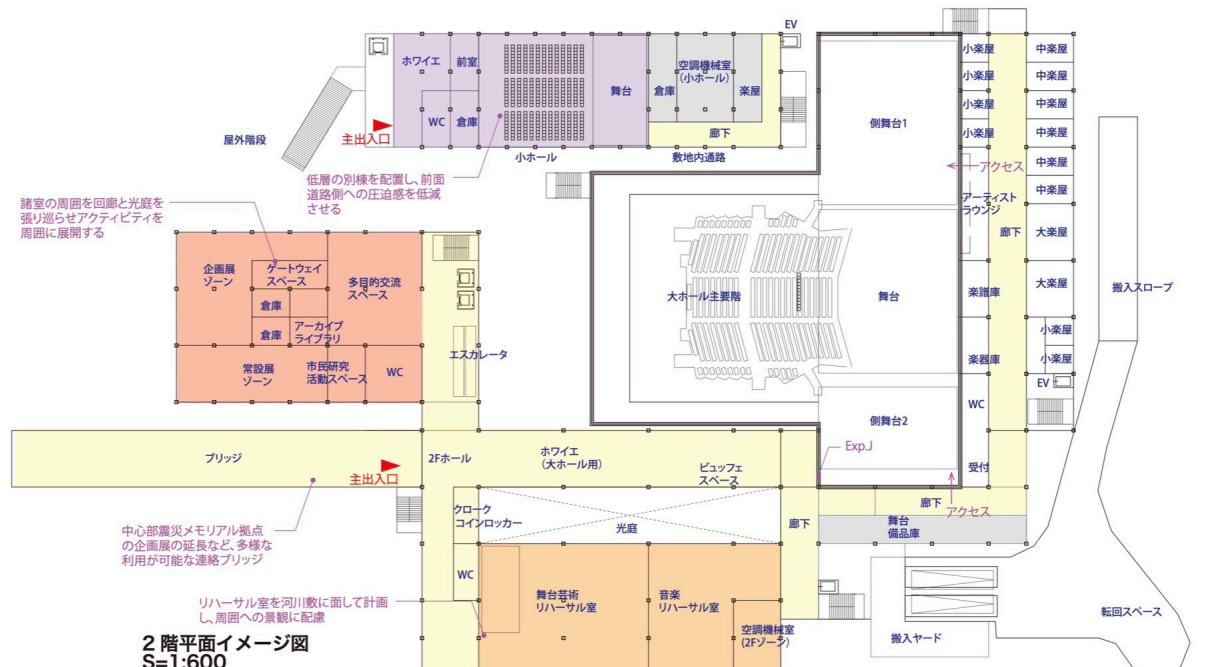 EV
ホワイエ
前室
WC
倉庫
舞台
倉庫
空調機械室
(小ホール)
楽屋
廊下
屋外階段
主出入口
小ホール
敷地内通路
低層の別棟を配置し、前面
道路側への圧迫感を低減
させる
側舞台1
小楽屋
小楽屋
小楽屋
小楽屋
中楽屋
中楽屋
中楽屋
中楽屋
中楽屋
中楽屋
アクセス
アーティスト
ラウンジ
廊下
大楽屋
大楽屋
諸室の周囲を回廊と光庭を
張り巡らせアクティビティを
周囲に展開する
企画展
ゾーン
ゲートウェイ
スペース
多目的交流
スペース
倉庫
倉庫
アーカイブ
ライブラリ
常設展
ゾーン
市民研究
活動スペース
WC
エスカレータ
大ホール主要階
舞台
楽譜庫
楽器庫
小楽屋
小楽屋
EV
WC
受付
搬入スロープ
側舞台2
Exp.J
ブリッジ
主出入口
2Fホール
ホワイエ
(大ホール用)
ビュッフェ
スペース
廊下
アクセス
舞台
備品庫
クローク
コインロッカー
光庭
廊下
中心部震災メモリアル拠点
の企画展の延長など、多様な
利用が可能な連絡ブリッジ
WC
舞台芸術
リハーサル室
音楽
リハーサル室
空調機械室
(2Fゾーン)
リハーサル室を河川敷に面して計画
し、周囲への景観に配慮
搬入ヤード
転回スペース
2階平面イメージ図
S=1:600